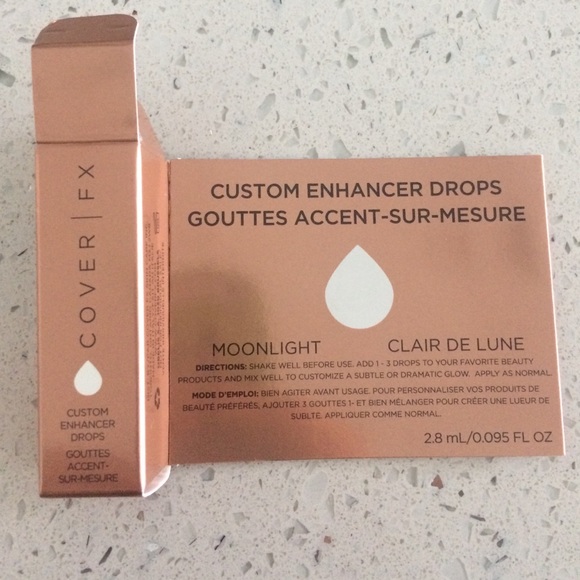 COVER | FX
CUSTOM
ENHANCER
DROPS
GOUTTES
ACCENT-
SUR-MESURE
CUSTOM ENHANCER DROPS
GOUTTES ACCENT-SUR-MESURE
MOONLIGHT CLAIR DE LUNE
DIRECTIONS: SHAKE WELL BEFORE USE. ADD 1 - 3 DROPS TO YOUR FAVORITE BEAUTY
PRODUCTS AND MIX WELL TO CUSTOMIZE A SUBTLE OR DRAMATIC GLOW. APPLY AS NORMAL.
MODE D'EMPLOI: BIEN AGITER AVANT USAGE. POUR PERSONNALISER VOS PRODUITS DE
BEAUTÉ PRÉFÉRÉS, AJOUTER 3 GOUTTES 1- ET BIEN MÉLANGER POUR CRÉER UNE LUEUR DE
SUBLTÉ. APPLIQUER COMME NORMAL.
2.8 mL/0.095 FL OZ